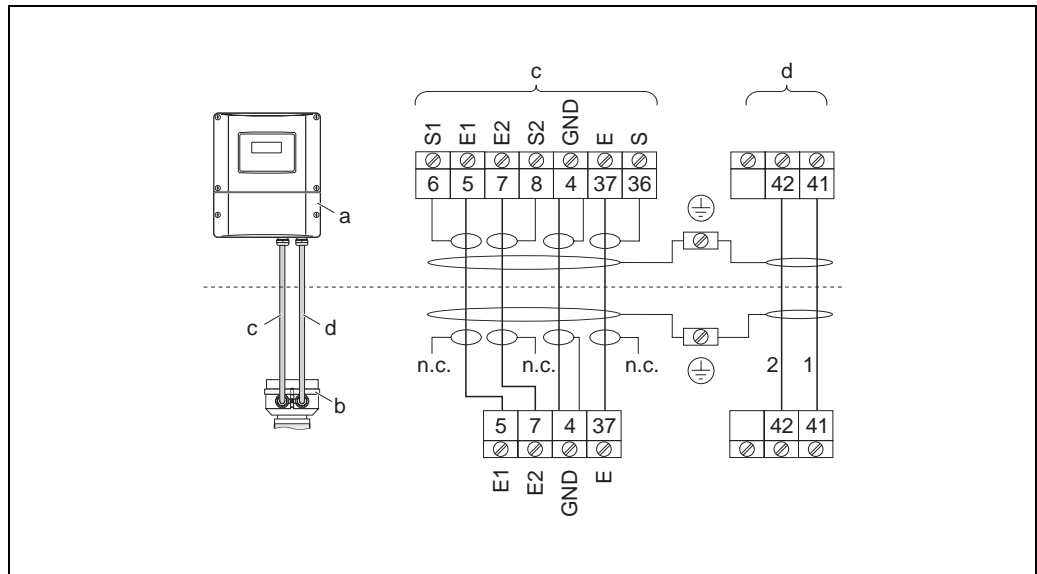 c d
S1 E1 E2 S2 GND E S
6 5 7 8 4 37 36
42 41
a
c d
n.c. n.c. n.c.
2 1
b
5 7 4 37
42 41
E1 E2 GND E